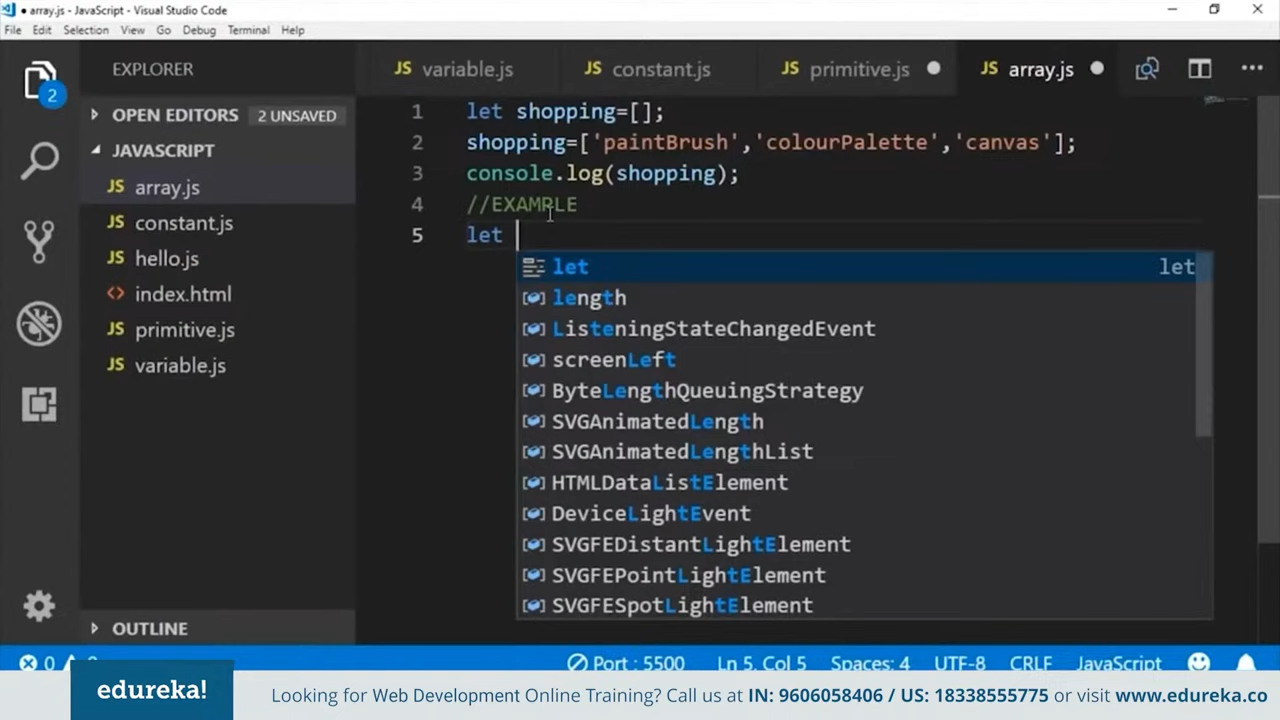 array.js - JavaScript - Visual Studio Code
File Edit Selection View Go Debug Terminal Help
EXPLORER
JS variable.js
JS constant.js
JS primitive.js
JS array.js
2
OPEN EDITORS 2 UNSAVED
JAVASCRIPT
JS array.js
JS constant.js
JS hello.js
<> index.html
JS primitive.js
JS variable.js
OUTLINE
1 let shopping=[];
2 shopping=['paintBrush','colourPalette','canvas'];
3 console.log(shopping);
4 //EXAMPLE
5 let
let let
length
ListeningStateChangedEvent
screenLeft
ByteLengthQueuingStrategy
SVGAnimatedLength
SVGAnimatedLengthList
HTMLDataListElement
DeviceLightEvent
SVGFEDistantLightElement
SVGFEPointLightElement
SVGFESpotLightElement
0 Port : 5500 Ln 5, Col 5 Spaces: 4 UTF-8 CRLF JavaScript
edureka! Looking for Web Development Online Training? Call us at IN: 9606058406 / US: 18338555775 or visit www.edureka.co